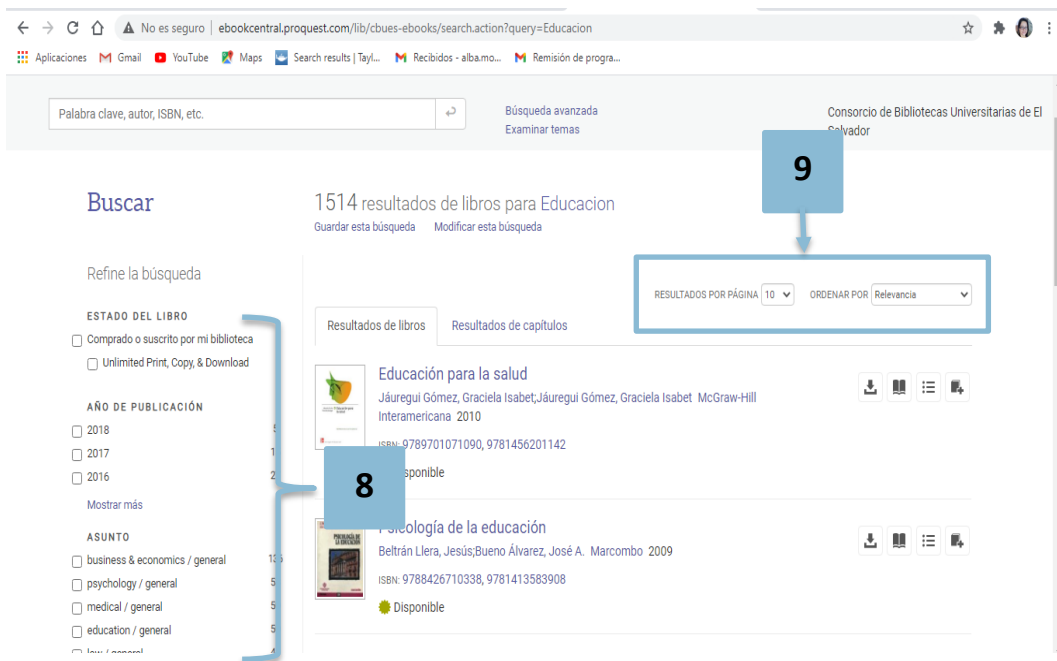 No es seguro | ebookcentral.proquest.com/lib/cbues-ebooks/search.action?query=Educacion
Aplicaciones Gmail YouTube Maps Search results | Tayl... Recibidos - alba.mo... Remisión de progra...
Palabra clave, autor, ISBN, etc.
Búsqueda avanzada
Examinar temas
Consorcio de Bibliotecas Universitarias de El
Salvador
9
Buscar
1514 resultados de libros para Educacion
Guardar esta búsqueda Modificar esta búsqueda
Refine la búsqueda
RESULTADOS POR PÁGINA 10 ORDENAR POR Relevancia
ESTADO DEL LIBRO
Comprado o suscrito por mi biblioteca
Unlimited Print, Copy, & Download
AÑO DE PUBLICACIÓN
2018
2017
2016
Mostrar más
ASUNTO
business & economics / general
psychology / general
medical / general
education / general
law / general
8
Resultados de libros Resultados de capítulos
Educación para la salud
Jáuregui Gómez, Graciela Isabet;Jáuregui Gómez, Graciela Isabet McGraw-Hill
Interamericana 2010
ISBN: 9789701071090, 9781456201142
sponible
Psicología de la educación
Beltrán Llera, Jesús;Bueno Álvarez, José A. Marcombo 2009
ISBN: 9788426710338, 9781413583908
Disponible
PSICOLOGÍA DE
LA EDUCACIÓN